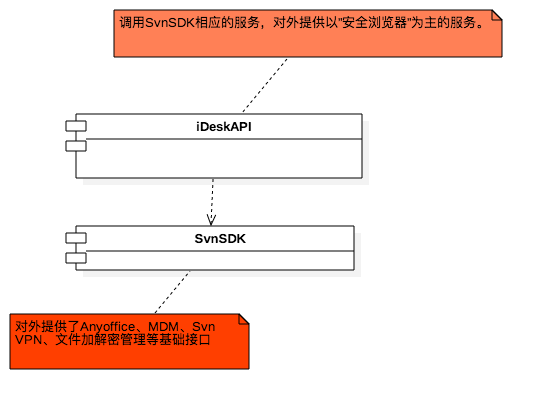 调用SvnSDK相应的服务，对外提供以”安全浏览器”为主的服务。
iDeskAPI
SvnSDK
对外提供了Anyoffice、MDM、Svn
VPN、文件加解密管理等基础接口